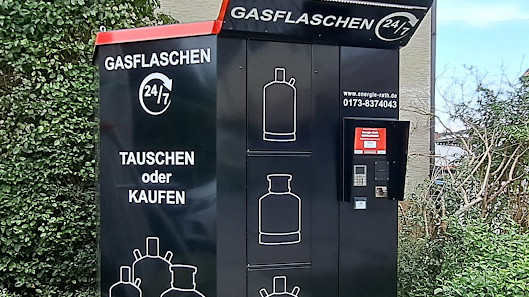 GASFLASCHEN 24/7
GASFLASCHEN
24/7
TAUSCHEN
oder
KAUFEN
www.energie-rath.de
0173-8374043